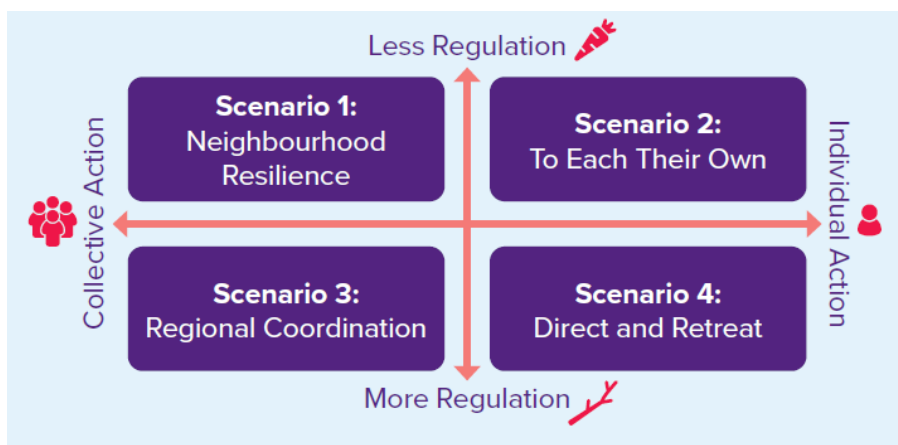 Less Regulation
Scenario 1:
Neighbourhood
Resilience
Scenario 2:
To Each Their Own
Collective Action
Individual Action
Scenario 3:
Regional Coordination
Scenario 4:
Direct and Retreat
More Regulation